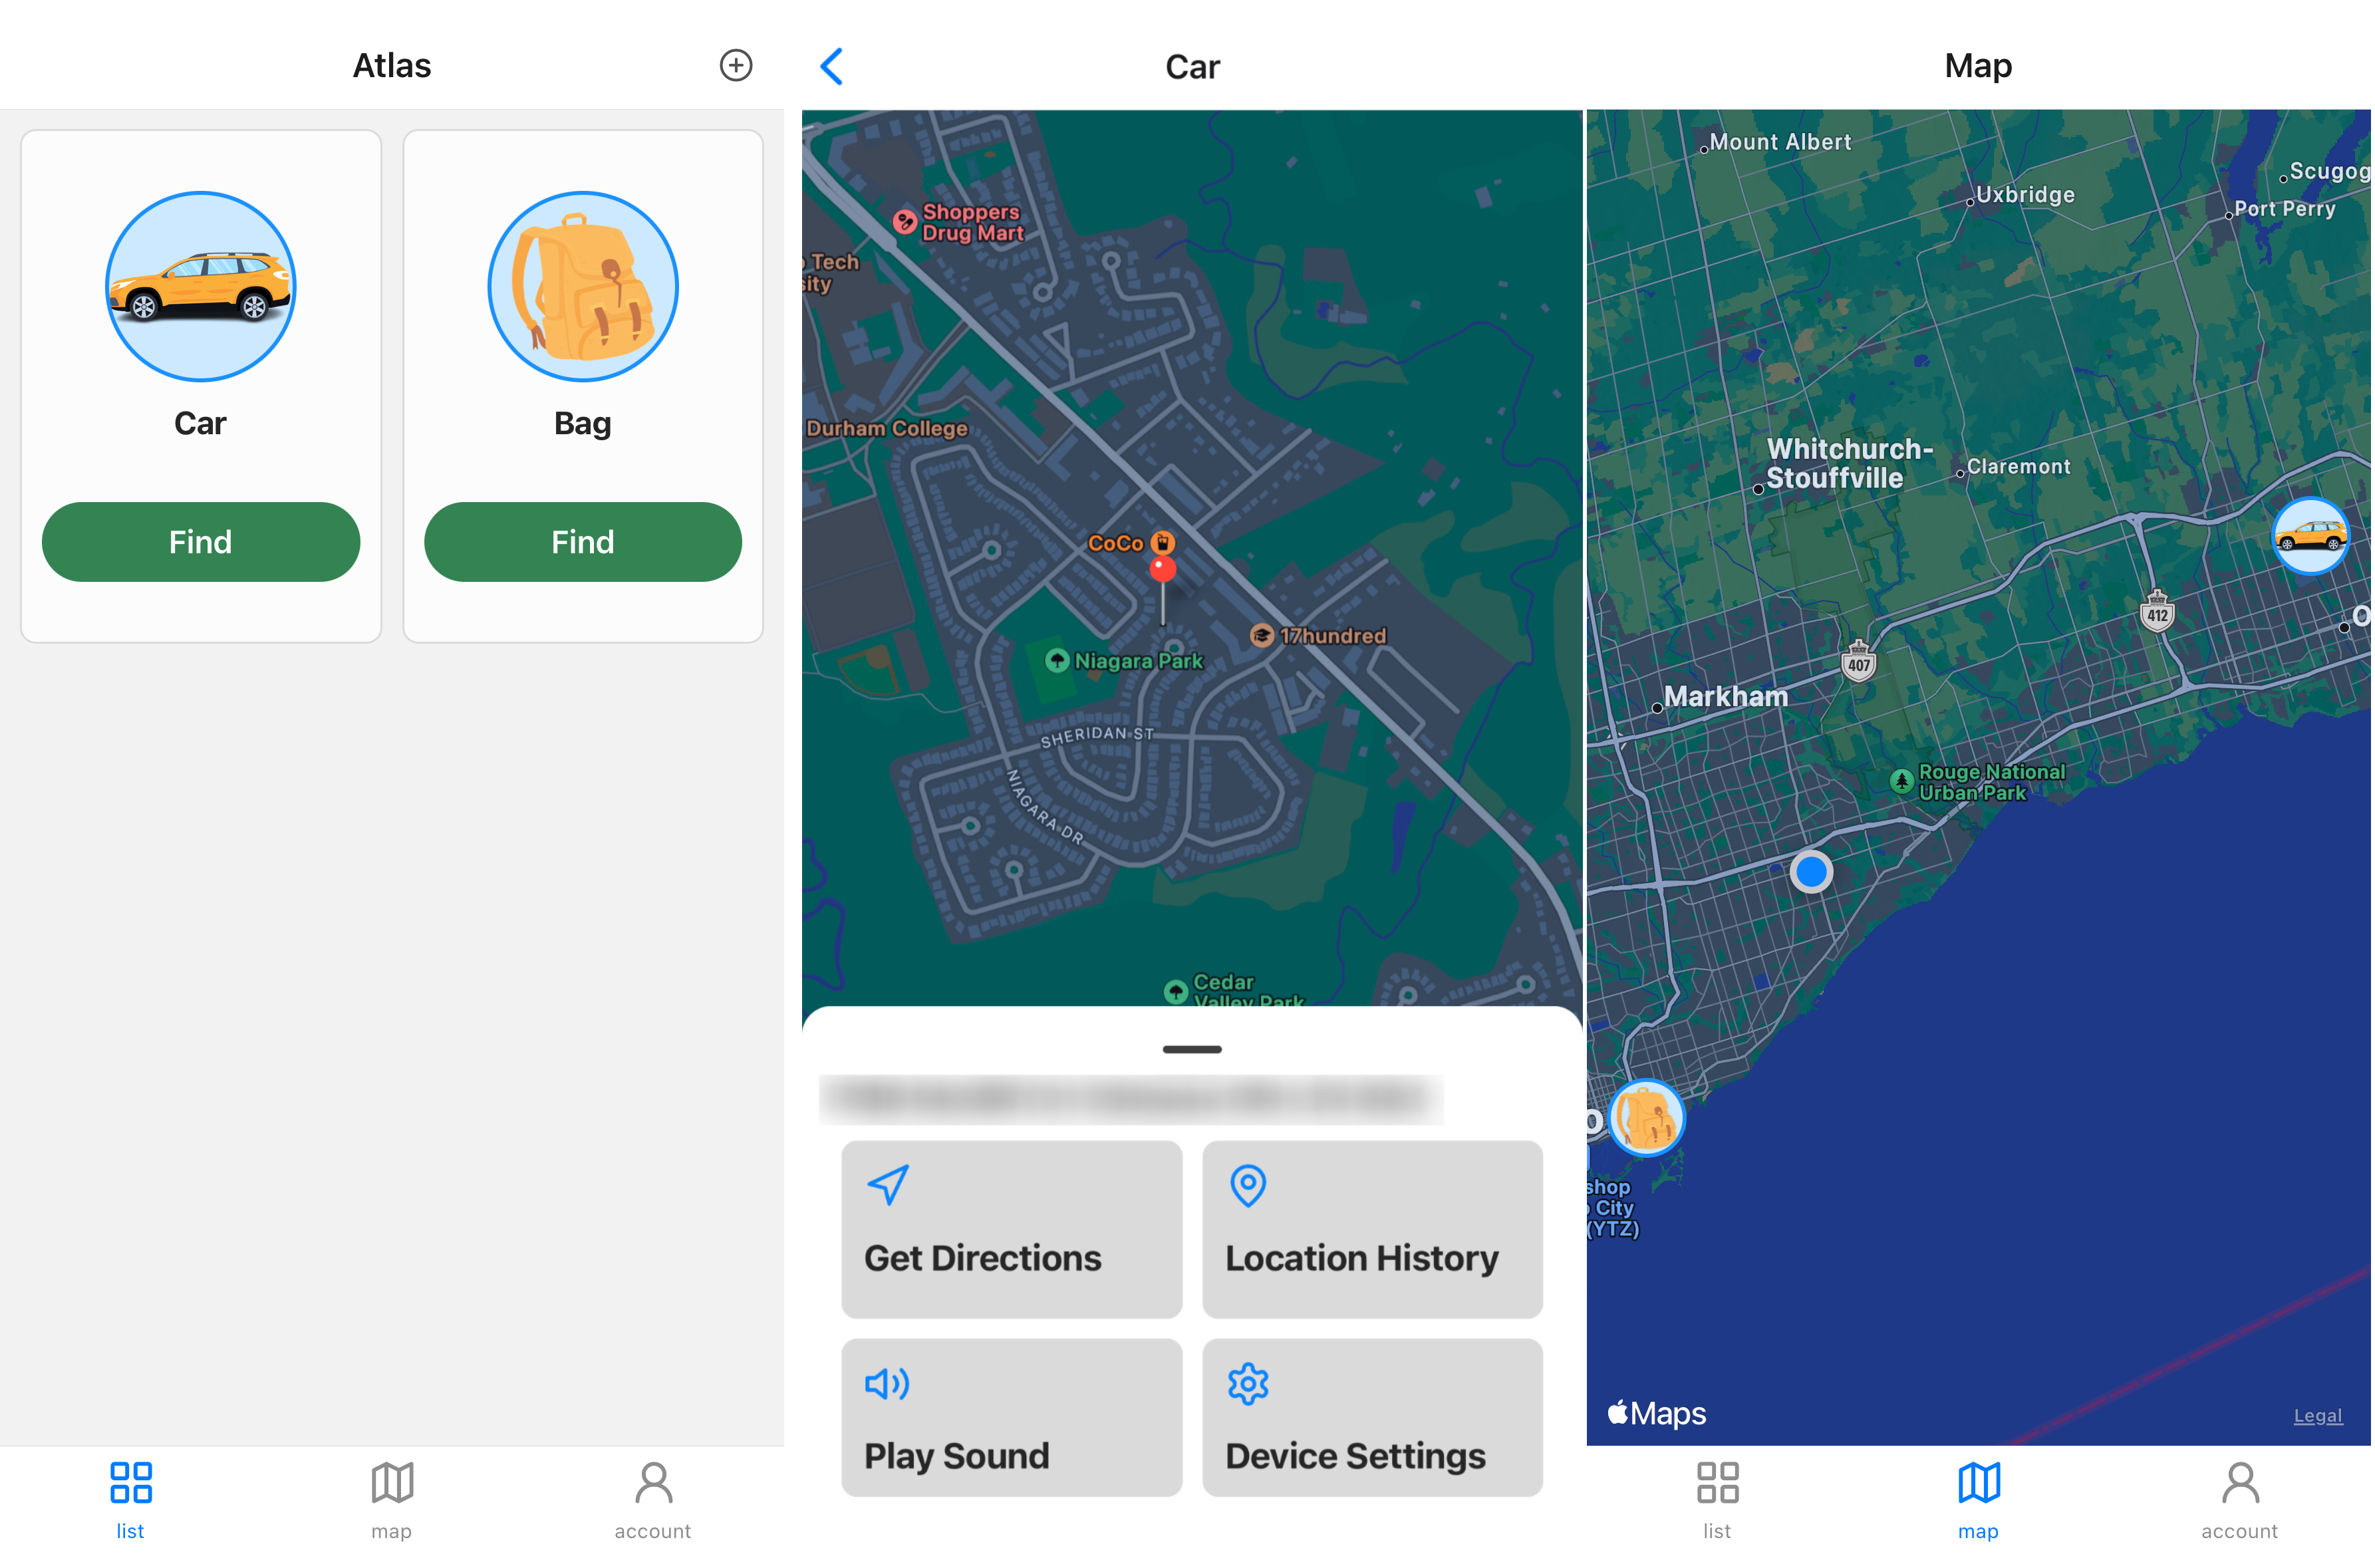 Atlas
Car
Find
Bag
Find
list
map
account
Car
Shoppers
Drug Mart
Tech
Durham College
CoCo
17hundred
Niagara Park
SHERIDAN ST
NIAGARA DR
Cedar
Valley Park
Get Directions
Location History
Play Sound
Device Settings
Map
Mount Albert
Scugog
Uxbridge
Port Perry
Whitchurch-
Stouffville
Claremont
412
407
Markham
Rouge National
Urban Park
City
(YTZ)
Maps
Legal
list
map
account